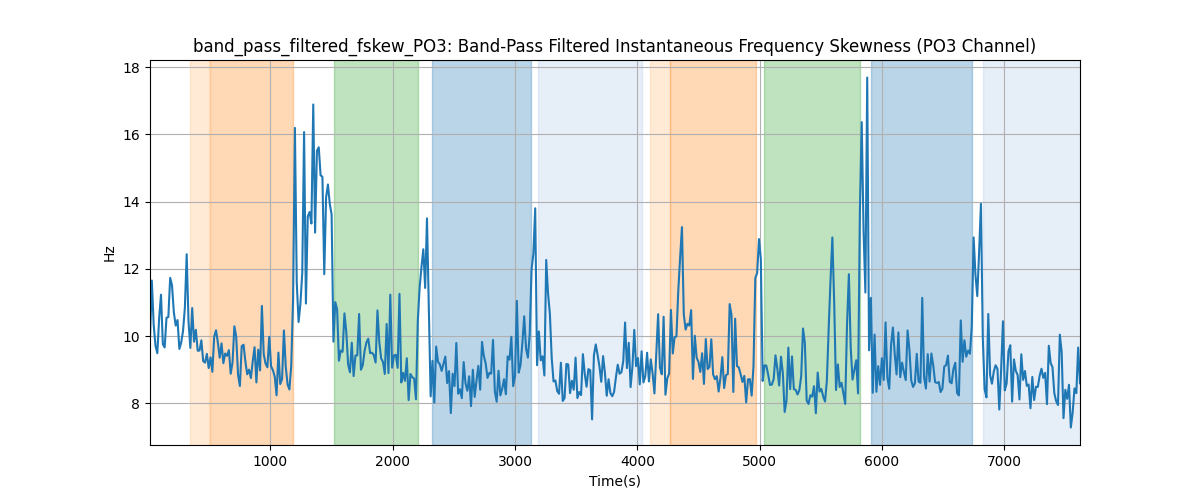 band_pass_filtered_fskew_PO3: Band-Pass Filtered Instantaneous Frequency Skewness (PO3 Channel)
18
16
14
12
10
8
Hz
1000 2000 3000 4000 5000 6000 7000
Time(s)